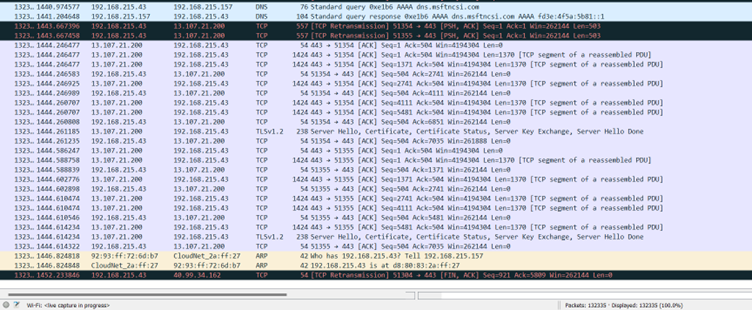 1323… 1440.974577 192.168.215.43 192.168.215.157 DNS 76 Standard query 0xe1b6 AAAA dns.msftncsi.com
1323… 1441.204648 192.168.215.157 192.168.215.43 DNS 104 Standard query response 0xe1b6 AAAA dns.msftncsi.com AAAA fd3e:4f5a:5b81::1
1323… 1443.667396 192.168.215.43 13.107.21.200 TCP 557 [TCP Retransmission] 51354 → 443 [PSH, ACK] Seq=1 Ack=1 Win=262144 Len=503
1323… 1443.667458 192.168.215.43 13.107.21.200 TCP 557 [TCP Retransmission] 51355 → 443 [PSH, ACK] Seq=1 Ack=1 Win=262144 Len=503
1323… 1444.246477 13.107.21.200 192.168.215.43 TCP 54 443 → 51354 [ACK] Seq=1 Ack=504 Win=4194304 Len=0
1323… 1444.246477 13.107.21.200 192.168.215.43 TCP 1424 443 → 51354 [ACK] Seq=1 Ack=504 Win=4194304 Len=1370 [TCP segment of a reassembled PDU]
1323… 1444.246477 13.107.21.200 192.168.215.43 TCP 1424 443 → 51354 [ACK] Seq=1371 Ack=504 Win=4194304 Len=1370 [TCP segment of a reassembled PDU]
1323… 1444.246583 192.168.215.43 13.107.21.200 TCP 54 51354 → 443 [ACK] Seq=504 Ack=2741 Win=262144 Len=0
1323… 1444.246925 13.107.21.200 192.168.215.43 TCP 1424 443 → 51354 [ACK] Seq=2741 Ack=504 Win=4194304 Len=1370 [TCP segment of a reassembled PDU]
1323… 1444.246989 192.168.215.43 13.107.21.200 TCP 54 51354 → 443 [ACK] Seq=504 Ack=4111 Win=262144 Len=0
1323… 1444.260707 13.107.21.200 192.168.215.43 TCP 1424 443 → 51354 [ACK] Seq=4111 Ack=504 Win=4194304 Len=1370 [TCP segment of a reassembled PDU]
1323… 1444.260707 13.107.21.200 192.168.215.43 TCP 1424 443 → 51354 [ACK] Seq=5481 Ack=504 Win=4194304 Len=1370 [TCP segment of a reassembled PDU]
1323… 1444.260808 192.168.215.43 13.107.21.200 TCP 54 51354 → 443 [ACK] Seq=504 Ack=6851 Win=262144 Len=0
1323… 1444.261185 13.107.21.200 192.168.215.43 TLSv1.2 238 Server Hello, Certificate, Certificate Status, Server Key Exchange, Server Hello Done
1323… 1444.261235 192.168.215.43 13.107.21.200 TCP 54 51354 → 443 [ACK] Seq=504 Ack=7035 Win=261888 Len=0
1323… 1444.586247 13.107.21.200 192.168.215.43 TCP 54 443 → 51355 [ACK] Seq=1 Ack=504 Win=4194304 Len=0
1323… 1444.588758 13.107.21.200 192.168.215.43 TCP 1424 443 → 51355 [ACK] Seq=1 Ack=504 Win=4194304 Len=1370 [TCP segment of a reassembled PDU]
1323… 1444.588839 192.168.215.43 13.107.21.200 TCP 54 51355 → 443 [ACK] Seq=504 Ack=1371 Win=262144 Len=0
1323… 1444.602776 13.107.21.200 192.168.215.43 TCP 1424 443 → 51355 [ACK] Seq=1371 Ack=504 Win=4194304 Len=1370 [TCP segment of a reassembled PDU]
1323… 1444.602898 192.168.215.43 13.107.21.200 TCP 54 51355 → 443 [ACK] Seq=504 Ack=2741 Win=262144 Len=0
1323… 1444.610474 13.107.21.200 192.168.215.43 TCP 1424 443 → 51355 [ACK] Seq=2741 Ack=504 Win=4194304 Len=1370 [TCP segment of a reassembled PDU]
1323… 1444.610474 13.107.21.200 192.168.215.43 TCP 1424 443 → 51355 [ACK] Seq=4111 Ack=504 Win=4194304 Len=1370 [TCP segment of a reassembled PDU]
1323… 1444.610546 192.168.215.43 13.107.21.200 TCP 54 51355 → 443 [ACK] Seq=504 Ack=5481 Win=262144 Len=0
1323… 1444.614234 13.107.21.200 192.168.215.43 TCP 1424 443 → 51355 [ACK] Seq=5481 Ack=504 Win=4194304 Len=1370 [TCP segment of a reassembled PDU]
1323… 1444.614234 13.107.21.200 192.168.215.43 TLSv1.2 238 Server Hello, Certificate, Certificate Status, Server Key Exchange, Server Hello Done
1323… 1444.614322 192.168.215.43 13.107.21.200 TCP 54 51355 → 443 [ACK] Seq=504 Ack=7035 Win=262144 Len=0
1323… 1446.824818 92:93:ff:72:6d:b7 CloudNet_2a:ff:27 ARP 42 Who has 192.168.215.43? Tell 192.168.215.157
1323… 1446.824848 CloudNet_2a:ff:27 92:93:ff:72:6d:b7 ARP 42 192.168.215.43 is at d8:80:83:2a:ff:27
1323… 1452.233846 192.168.215.43 40.99.34.162 TCP 54 [TCP Retransmission] 51304 → 443 [FIN, ACK] Seq=921 Ack=5809 Win=262144 Len=0
Wi-Fi: <live capture in progress> Packets: 132335 · Displayed: 132335 (100.0%)